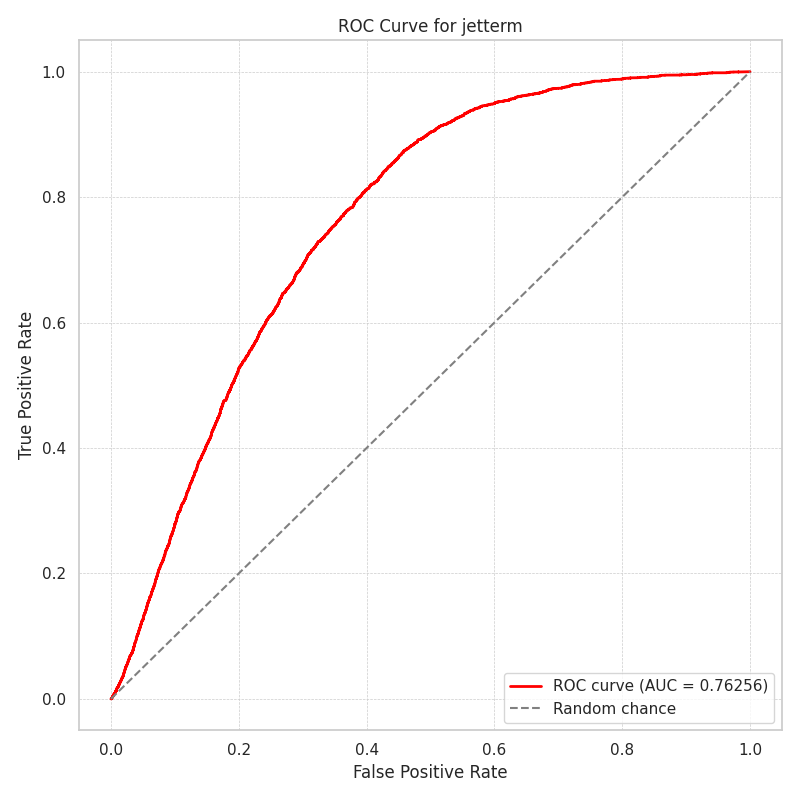 ROC Curve for jetterm
True Positive Rate
1.0
0.8
0.6
0.4
0.2
0.0
ROC curve (AUC = 0.76256)
Random chance
0.0 0.2 0.4 0.6 0.8 1.0
False Positive Rate